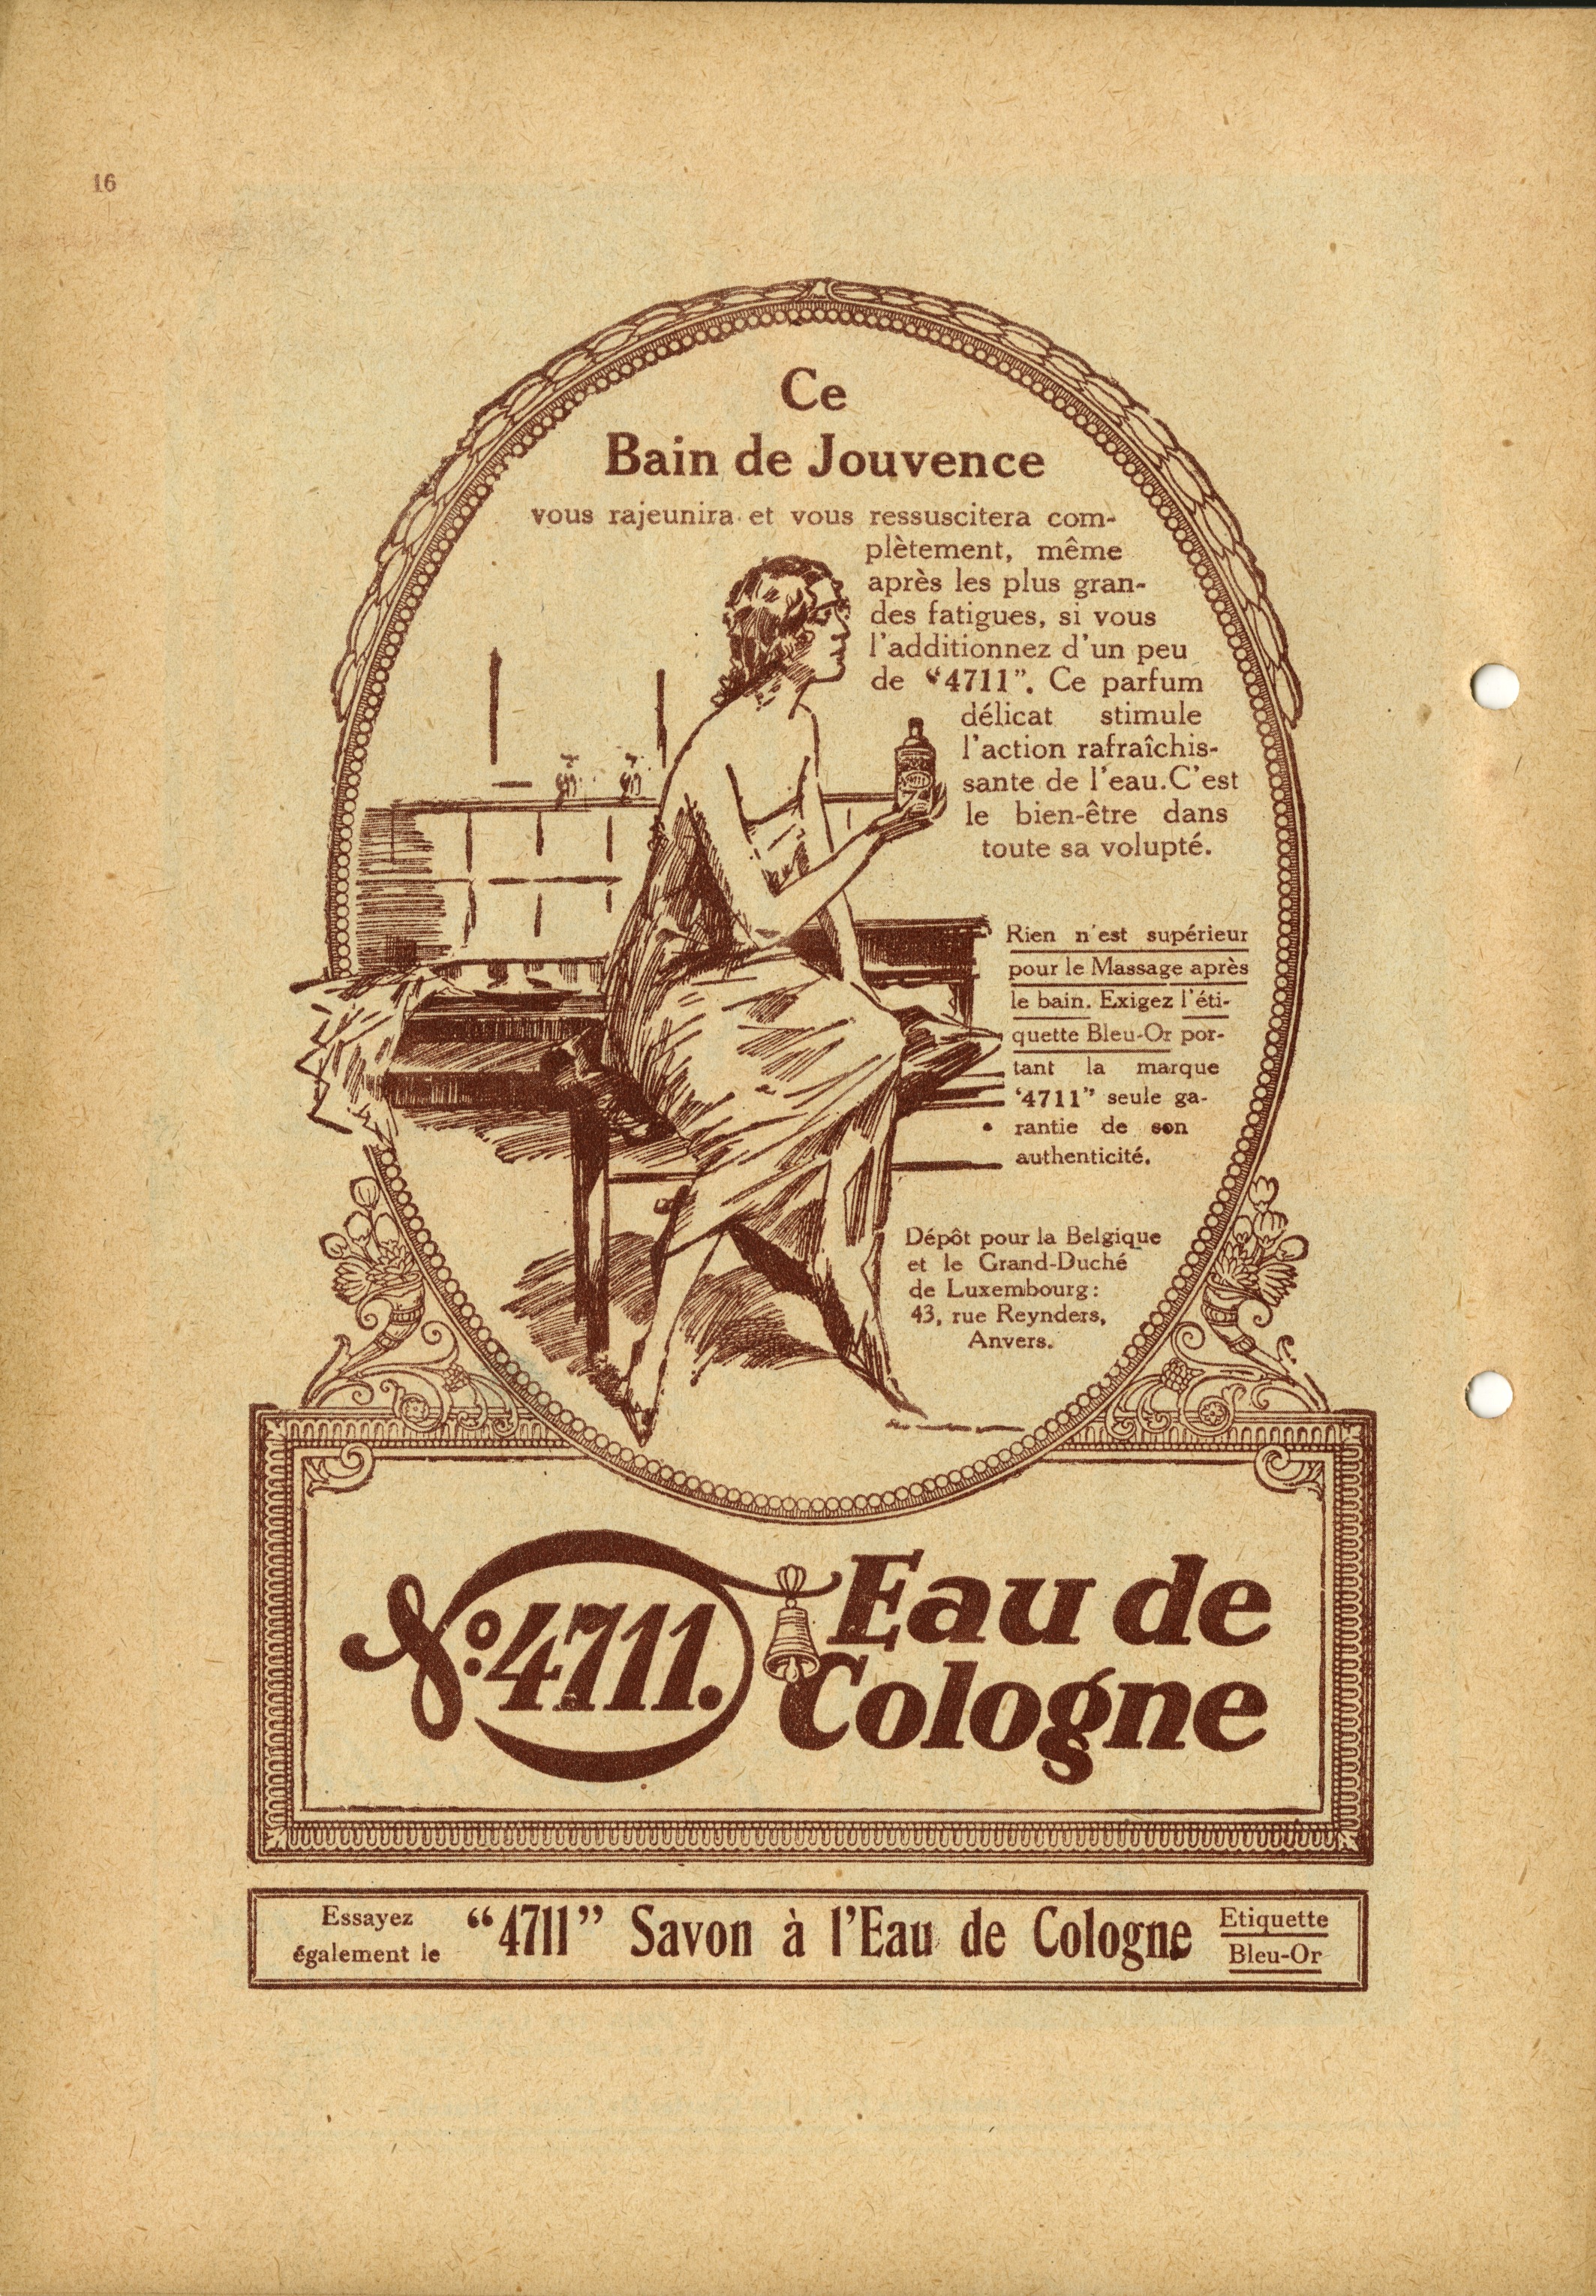 16
Ce
Bain de Jouvence
vous rajeunira et vous ressuscitera com-
plètement, même
après les plus gran-
des fatigues, si vous
l'additionnez d'un peu
de “4711”. Ce parfum
délicat stimule
l'action rafraîchis-
sante de l'eau.C'est
le bien-être dans
toute sa volupté.
Rien n'est supérieur
pour le Massage après
le bain. Exigez l'éti-
quette Bleu-Or por-
tant la marque
‘4711” seule ga-
rantie de son
authenticité.
Dépôt pour la Belgique
et le Grand-Duché
de Luxembourg:
43, rue Reynders,
Anvers.
No. 4711.
Eau de
Cologne
Essayez
également le
“4711” Savon à l'Eau de Cologne
Etiquette
Bleu-Or